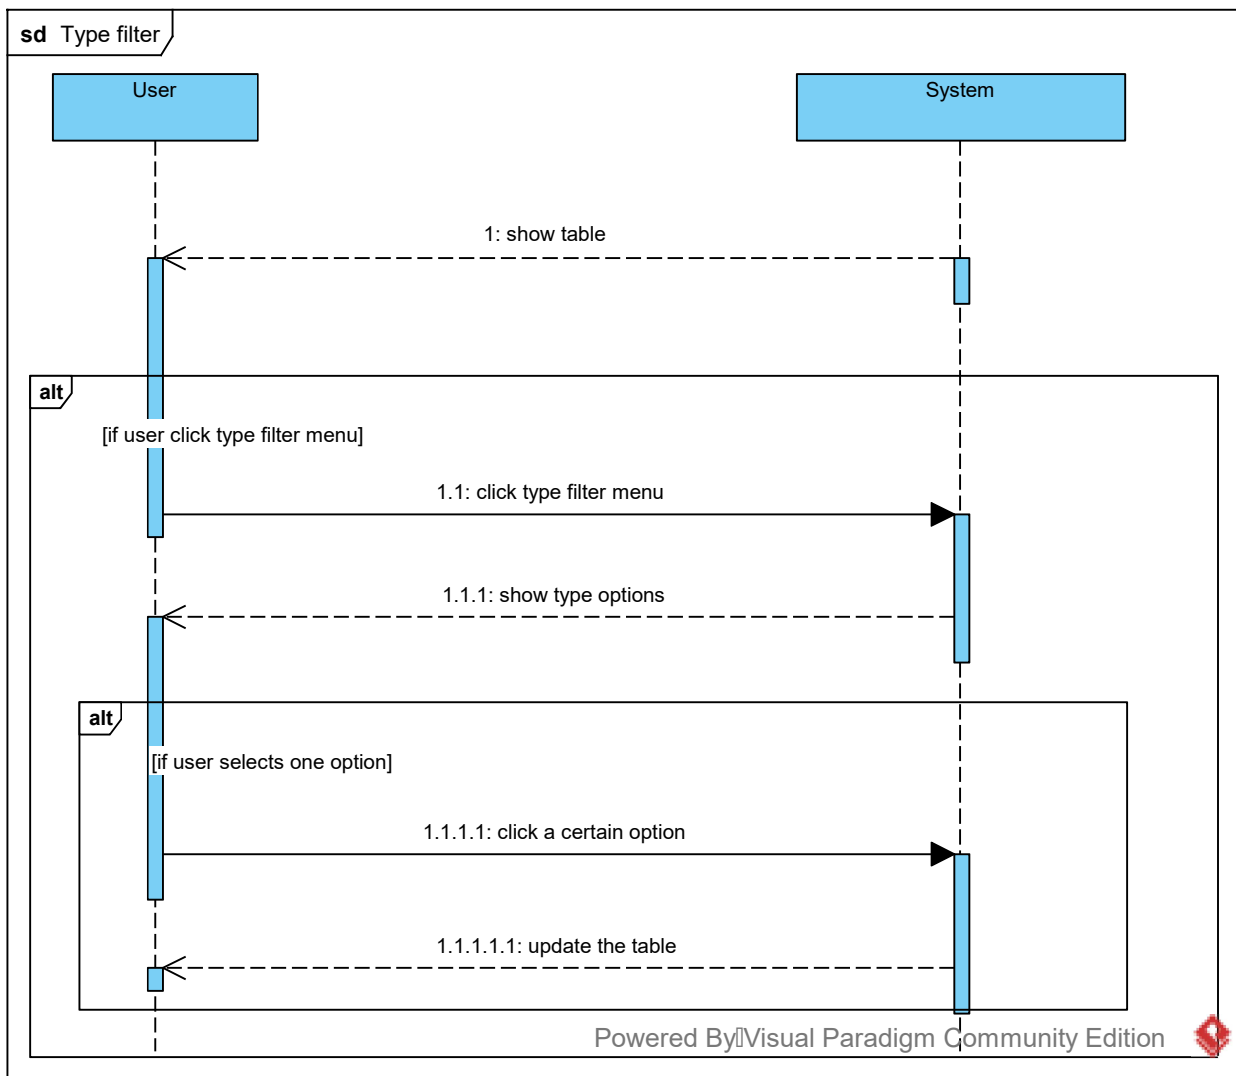 sd Type filter
User
System
1: show table
alt
[if user click type filter menu]
1.1: click type filter menu
1.1.1: show type options
alt
[if user selects one option]
1.1.1.1: click a certain option
1.1.1.1.1: update the table
Powered By Visual Paradigm Community Edition